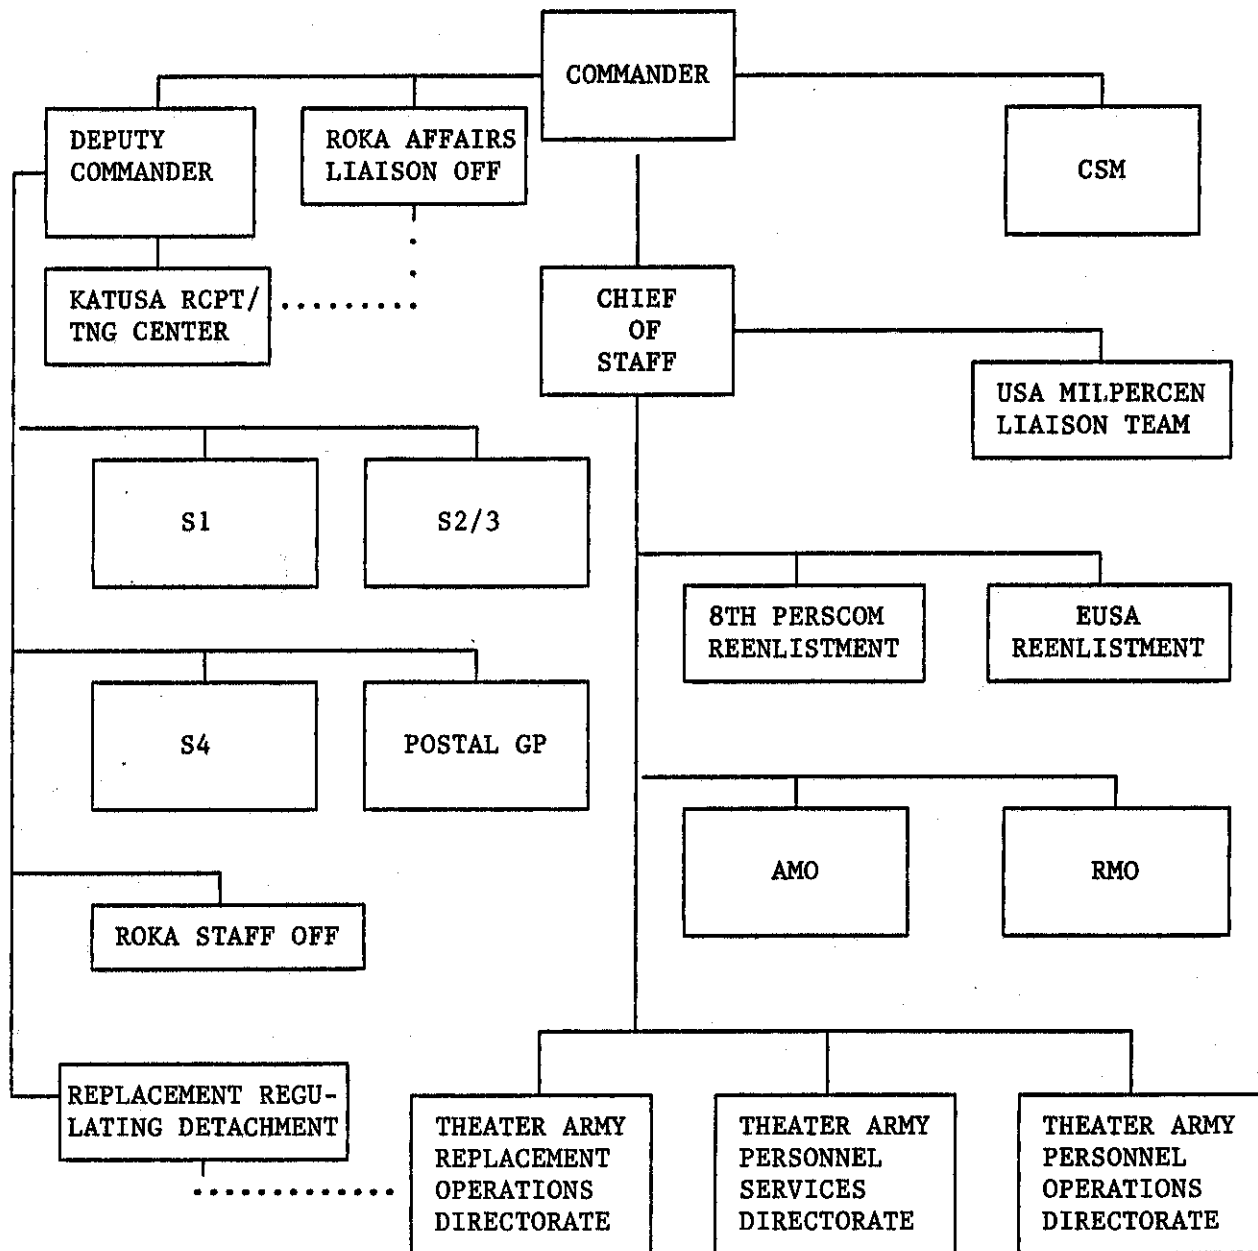 COMMANDER
DEPUTY
COMMANDER
ROKA AFFAIRS
LIAISON OFF
CSM
KATUSA RCPT/
TNG CENTER
CHIEF
OF
STAFF
USA MILPERCEN
LIAISON TEAM
S1
S2/3
8TH PERSCOM
REENLISTMENT
EUSA
REENLISTMENT
S4
POSTAL GP
AMO
RMO
ROKA STAFF OFF
REPLACEMENT REGU-
LATING DETACHMENT
THEATER ARMY
REPLACEMENT
OPERATIONS
DIRECTORATE
THEATER ARMY
PERSONNEL
SERVICES
DIRECTORATE
THEATER ARMY
PERSONNEL
OPERATIONS
DIRECTORATE